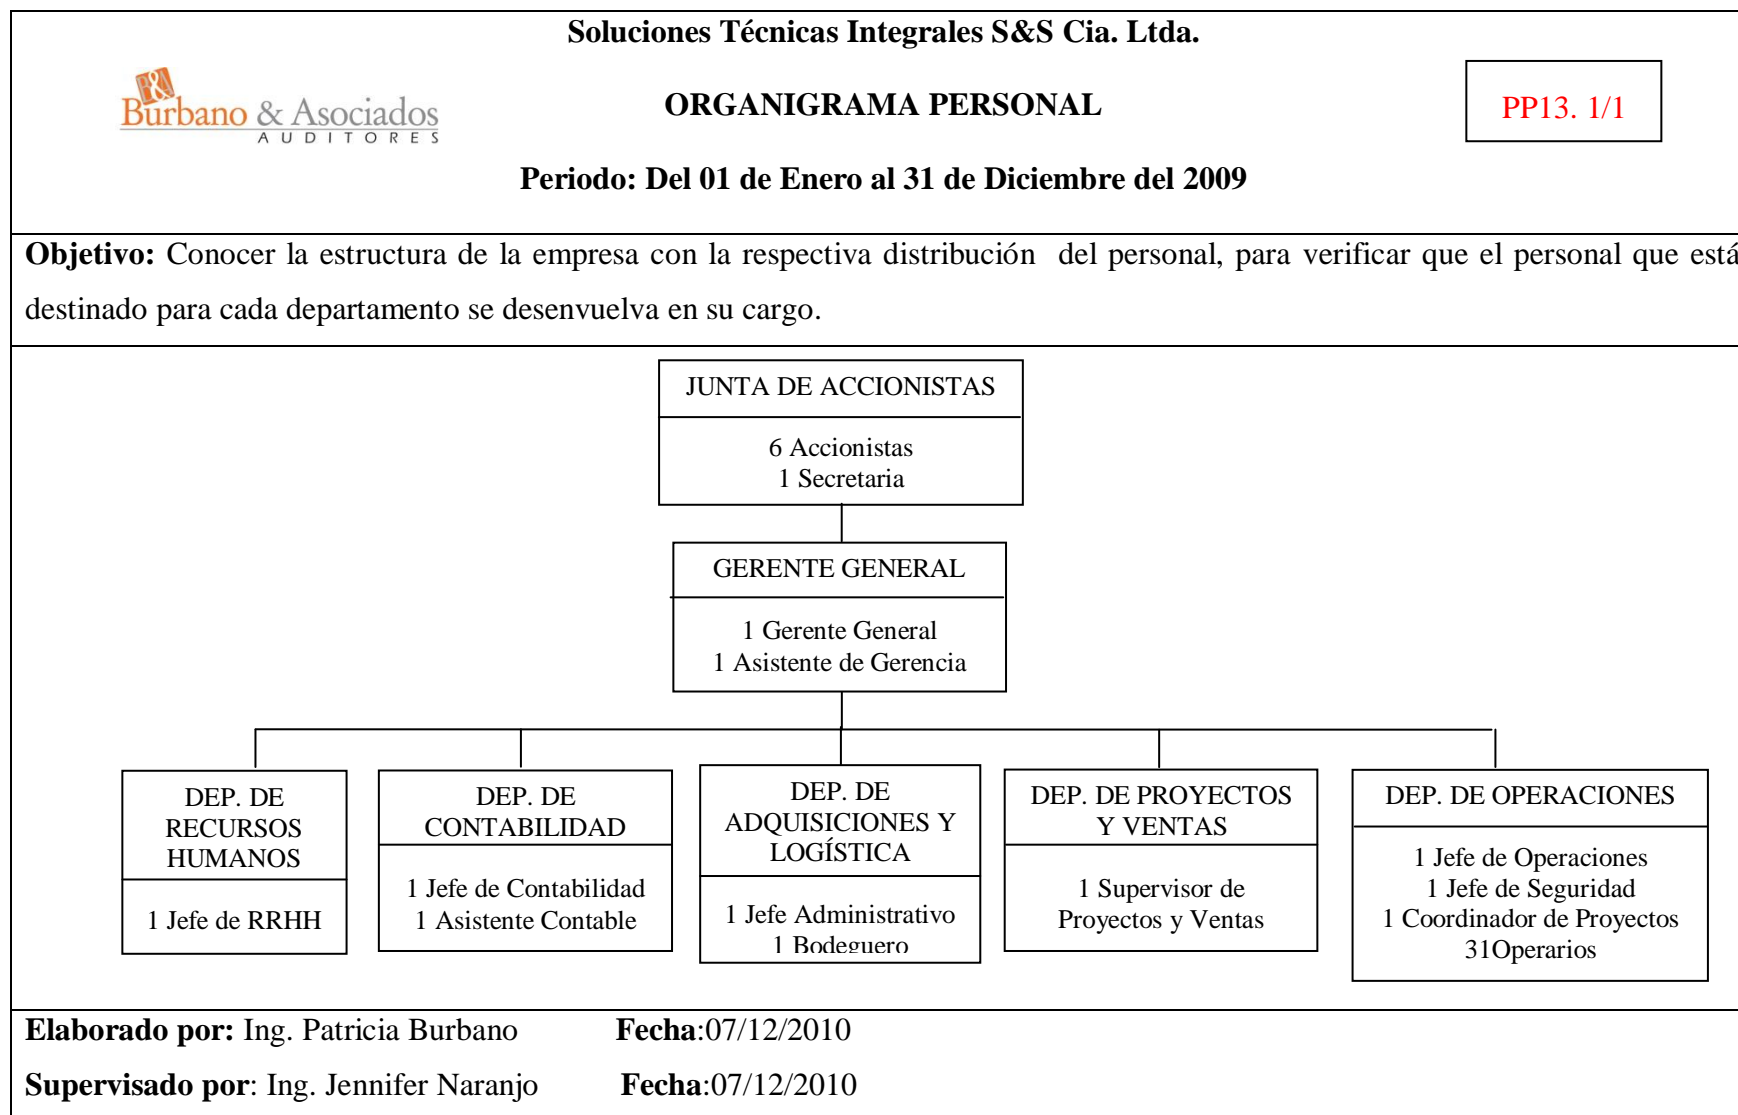 Soluciones Técnicas Integrales S&S Cia. Ltda.
B&A
Burbano & Asociados
AUDITORES
ORGANIGRAMA PERSONAL
PP13. 1/1
Periodo: Del 01 de Enero al 31 de Diciembre del 2009
Objetivo: Conocer la estructura de la empresa con la respectiva distribución del personal, para verificar que el personal que está
destinado para cada departamento se desenvuelva en su cargo.
JUNTA DE ACCIONISTAS
6 Accionistas
1 Secretaria
GERENTE GENERAL
1 Gerente General
1 Asistente de Gerencia
DEP. DE
RECURSOS
HUMANOS
1 Jefe de RRHH
DEP. DE
CONTABILIDAD
1 Jefe de Contabilidad
1 Asistente Contable
DEP. DE
ADQUISICIONES Y
LOGÍSTICA
1 Jefe Administrativo
1 Bodeguero
DEP. DE PROYECTOS
Y VENTAS
1 Supervisor de
Proyectos y Ventas
DEP. DE OPERACIONES
1 Jefe de Operaciones
1 Jefe de Seguridad
1 Coordinador de Proyectos
31Operarios
Elaborado por: Ing. Patricia Burbano Fecha:07/12/2010
Supervisado por: Ing. Jennifer Naranjo Fecha:07/12/2010